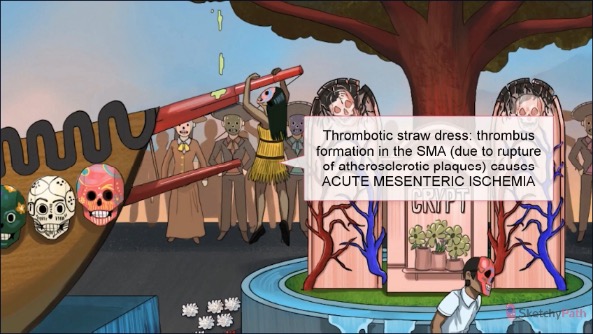 Thrombotic straw dress: thrombus
formation in the SMA (due to rupture
of atherosclerotic plaques) causes
ACUTE MESENTERIC ISCHEMIA
CRYPT
SketchyPath